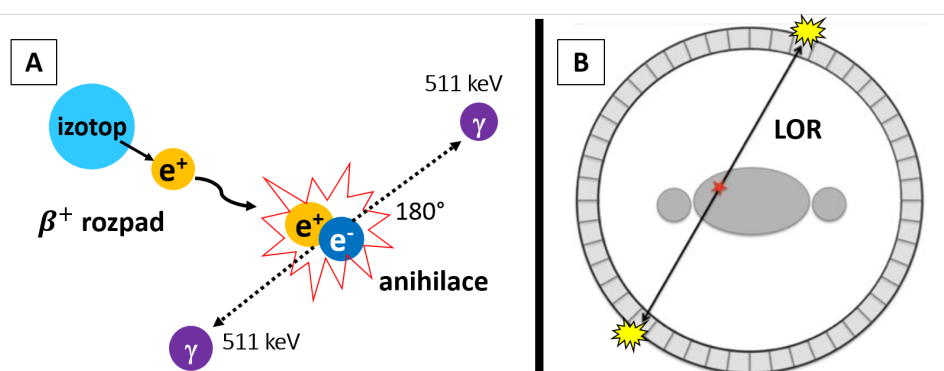 A
izotop
e⁺
β⁺ rozpad
e⁺
e⁻
180°
anihilace
511 keV
γ
γ
511 keV
B
LOR